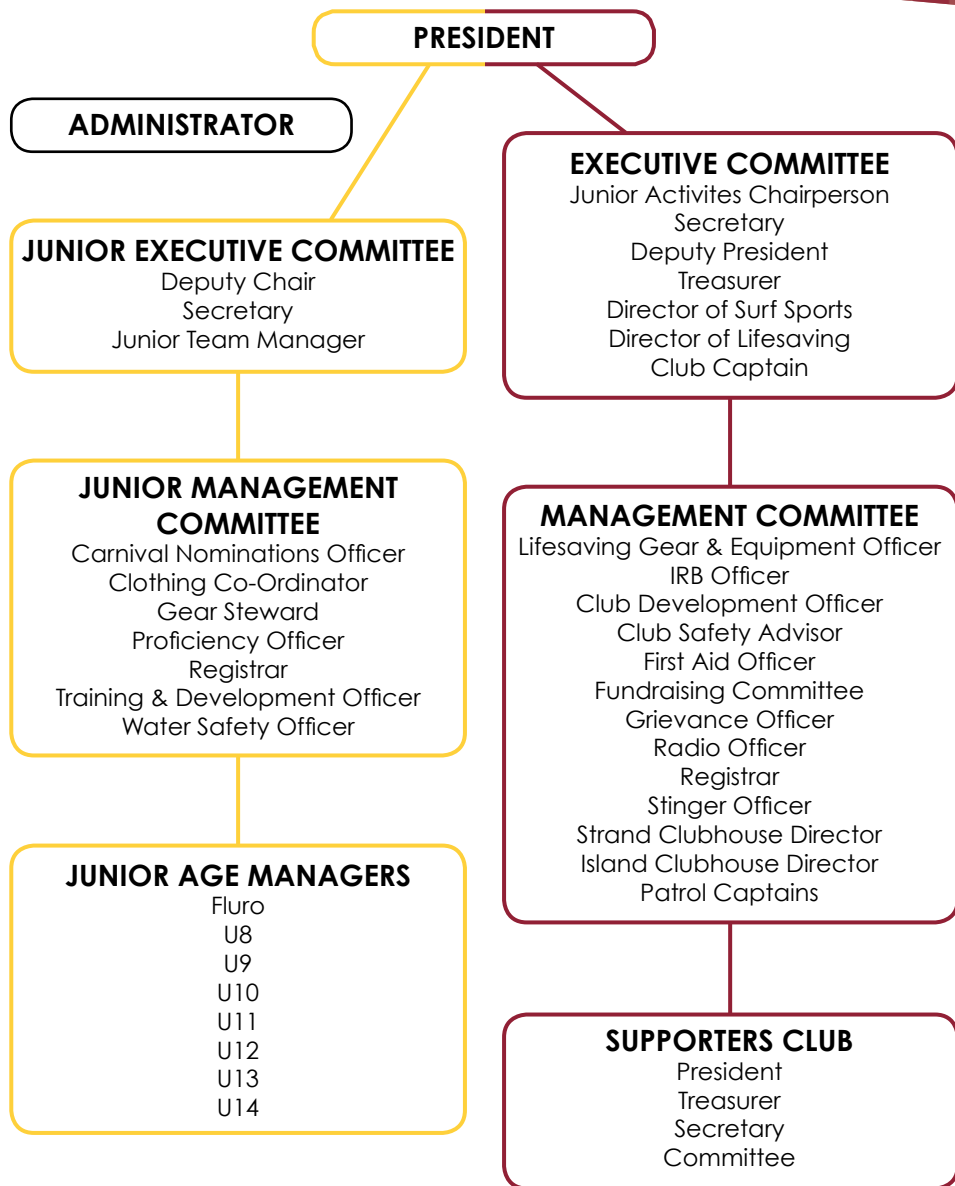 PRESIDENT
ADMINISTRATOR
EXECUTIVE COMMITTEE
Junior Activites Chairperson
Secretary
Deputy President
Treasurer
Director of Surf Sports
Director of Lifesaving
Club Captain
JUNIOR EXECUTIVE COMMITTEE
Deputy Chair
Secretary
Junior Team Manager
JUNIOR MANAGEMENT
COMMITTEE
Carnival Nominations Officer
Clothing Co-Ordinator
Gear Steward
Proficiency Officer
Registrar
Training & Development Officer
Water Safety Officer
MANAGEMENT COMMITTEE
Lifesaving Gear & Equipment Officer
IRB Officer
Club Development Officer
Club Safety Advisor
First Aid Officer
Fundraising Committee
Grievance Officer
Radio Officer
Registrar
Stinger Officer
Strand Clubhouse Director
Island Clubhouse Director
Patrol Captains
JUNIOR AGE MANAGERS
Fluro
U8
U9
U10
U11
U12
U13
U14
SUPPORTERS CLUB
President
Treasurer
Secretary
Committee